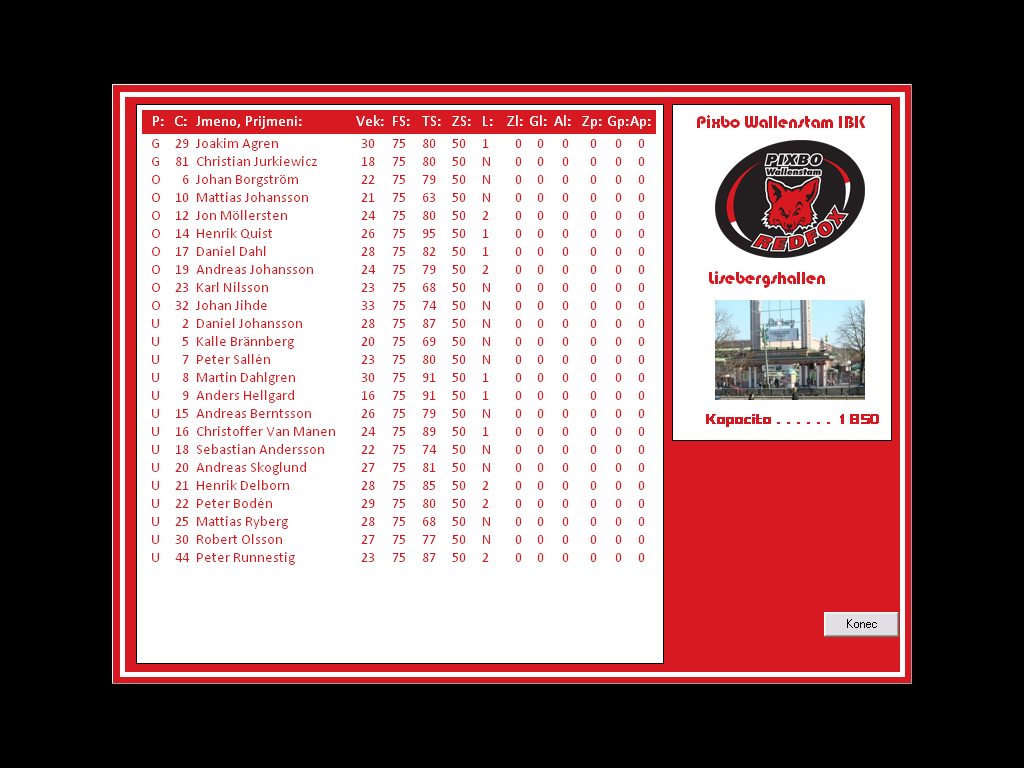 P: C: Jmeno, Prijmeni: Vek: FS: TS: ZS: L: Zl: Gl: Al: Zp: Gp: Ap:
G 29 Joakim Agren 30 75 80 50 1 0 0 0 0 0 0
G 81 Christian Jurkiewicz 18 75 80 50 N 0 0 0 0 0 0
O 6 Johan Borgström 22 75 79 50 N 0 0 0 0 0 0
O 10 Mattias Johansson 21 75 63 50 N 0 0 0 0 0 0
O 12 Jon Möllersten 24 75 80 50 2 0 0 0 0 0 0
O 14 Henrik Quist 26 75 95 50 1 0 0 0 0 0 0
O 17 Daniel Dahl 28 75 82 50 1 0 0 0 0 0 0
O 19 Andreas Johansson 24 75 79 50 2 0 0 0 0 0 0
O 23 Karl Nilsson 23 75 68 50 N 0 0 0 0 0 0
O 32 Johan Jihde 33 75 74 50 N 0 0 0 0 0 0
U 2 Daniel Johansson 28 75 87 50 N 0 0 0 0 0 0
U 5 Kalle Brännberg 20 75 69 50 N 0 0 0 0 0 0
U 7 Peter Sallén 23 75 80 50 N 0 0 0 0 0 0
U 8 Martin Dahlgren 30 75 91 50 1 0 0 0 0 0 0
U 9 Anders Hellgard 16 75 91 50 1 0 0 0 0 0 0
U 15 Andreas Berntsson 26 75 79 50 N 0 0 0 0 0 0
U 16 Christoffer Van Manen 24 75 89 50 1 0 0 0 0 0 0
U 18 Sebastian Andersson 22 75 74 50 N 0 0 0 0 0 0
U 20 Andreas Skoglund 27 75 81 50 N 0 0 0 0 0 0
U 21 Henrik Delborn 28 75 85 50 2 0 0 0 0 0 0
U 22 Peter Bodén 29 75 80 50 2 0 0 0 0 0 0
U 25 Mattias Ryberg 28 75 68 50 N 0 0 0 0 0 0
U 30 Robert Olsson 27 75 77 50 N 0 0 0 0 0 0
U 44 Peter Runnestig 23 75 87 50 2 0 0 0 0 0 0
Pixbo Wallenstam IBK
PIXBO
Wallenstam
REDFOX
Lisebergshallen
Kapacita . . . . . . 1 850
Konec